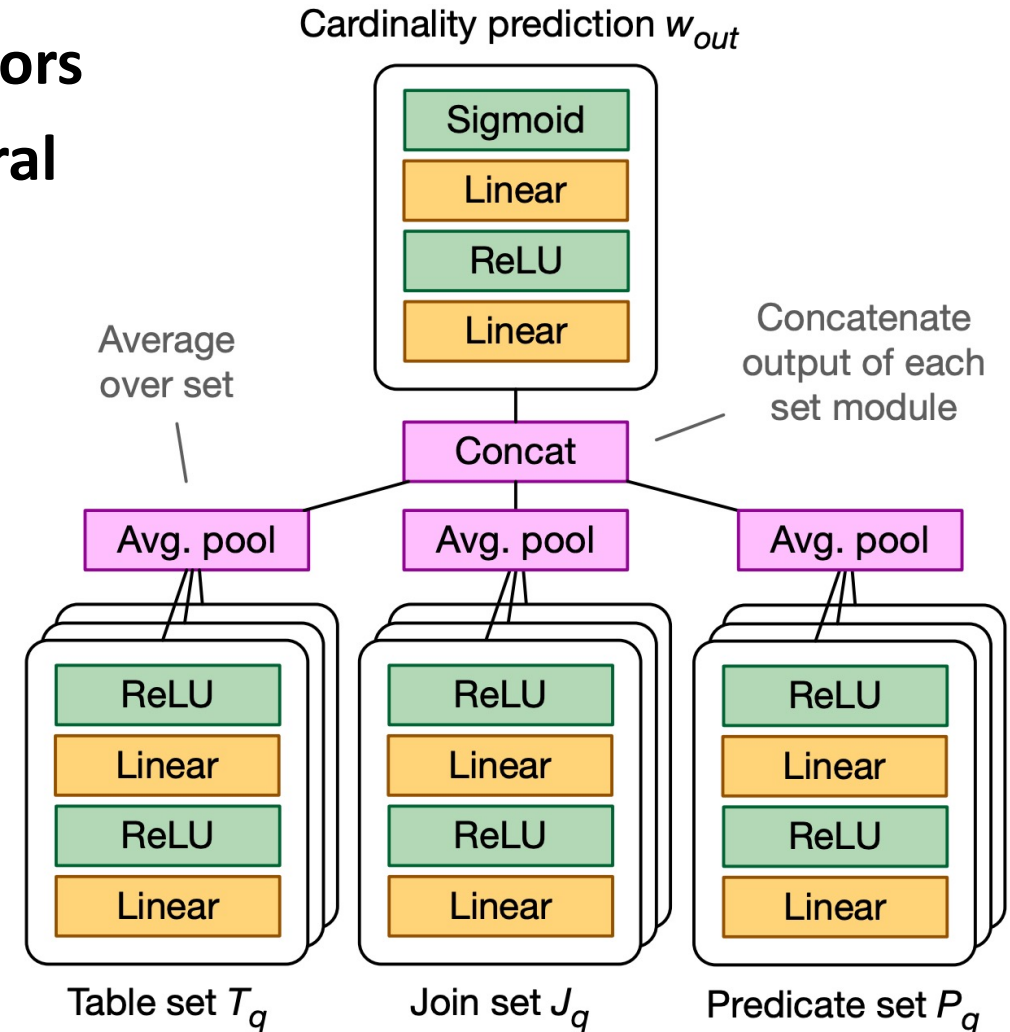 Cardinality prediction w_out
ors
ral
Sigmoid
Linear
ReLU
Linear
Average
over set
Concatenate
output of each
set module
Concat
Avg. pool
Avg. pool
Avg. pool
ReLU
Linear
ReLU
Linear
ReLU
Linear
ReLU
Linear
ReLU
Linear
ReLU
Linear
Table set T_q
Join set J_q
Predicate set P_q